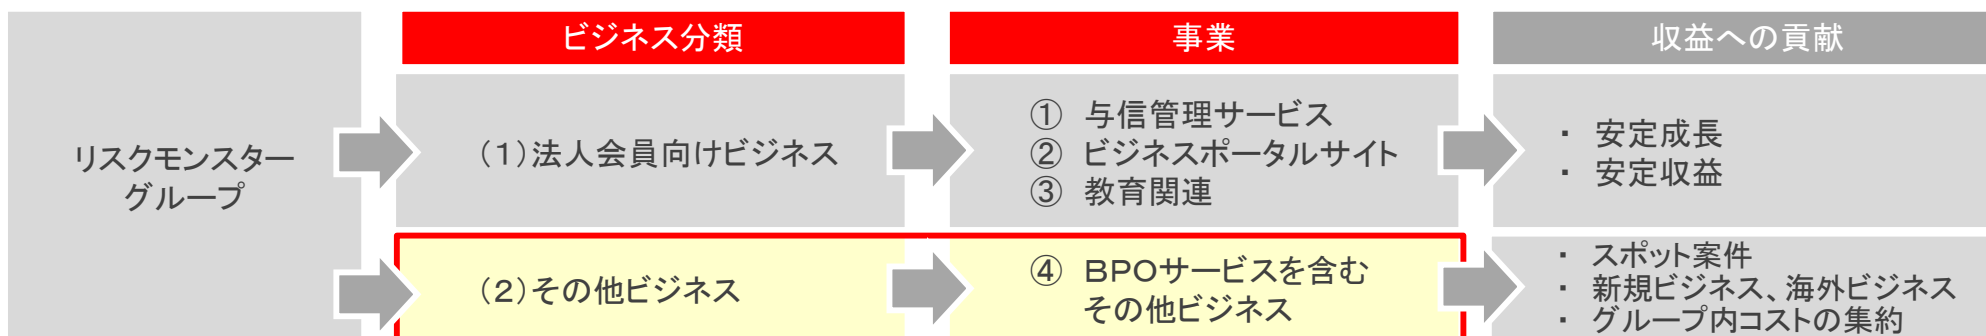 ビジネス分類
事業
収益への貢献
リスクモンスター
グループ
（１）法人会員向けビジネス
① 与信管理サービス
② ビジネスポータルサイト
③ 教育関連
・ 安定成長
・ 安定収益
（２）その他ビジネス
④ ＢＰＯサービスを含む
その他ビジネス
・ スポット案件
・ 新規ビジネス、海外ビジネス
・ グループ内コストの集約